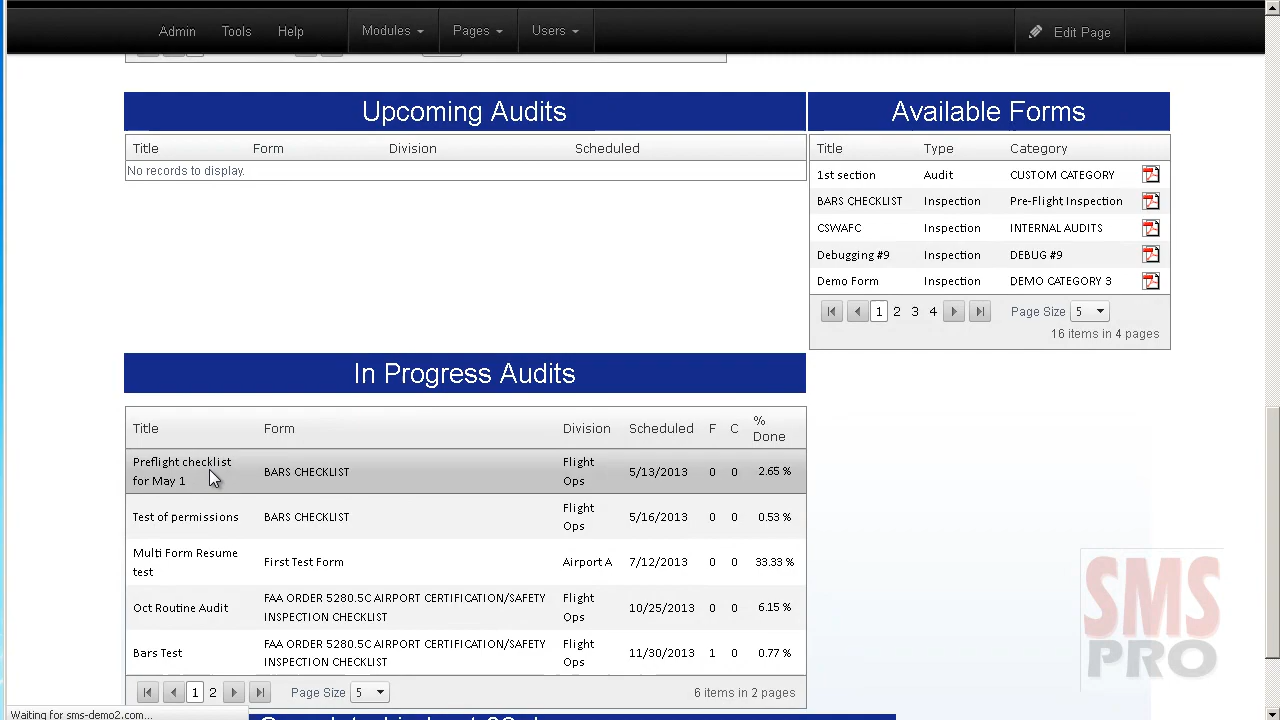 Admin Tools Help Modules Pages Users Edit Page
Upcoming Audits
Title Form Division Scheduled
No records to display.
Available Forms
Title Type Category
1st section Audit CUSTOM CATEGORY
BARS CHECKLIST Inspection Pre-Flight Inspection
CSWAFC Inspection INTERNAL AUDITS
Debugging #9 Inspection DEBUG #9
Demo Form Inspection DEMO CATEGORY 3
1 2 3 4 Page Size 5
16 items in 4 pages
In Progress Audits
Title Form Division Scheduled F C % Done
Preflight checklist
for May 1 BARS CHECKLIST Flight
Ops 5/13/2013 0 0 2.65 %
Test of permissions BARS CHECKLIST Flight
Ops 5/16/2013 0 0 0.53 %
Multi Form Resume
test First Test Form Airport A 7/12/2013 0 0 33.33 %
Oct Routine Audit FAA ORDER 5280.5C AIRPORT CERTIFICATION/SAFETY
INSPECTION CHECKLIST Flight
Ops 10/25/2013 0 0 6.15 %
Bars Test FAA ORDER 5280.5C AIRPORT CERTIFICATION/SAFETY
INSPECTION CHECKLIST Flight
Ops 11/30/2013 1 0 0.77 %
1 2 Page Size 5 6 items in 2 pages
Waiting for sms-demo2.com...
SMS
PRO